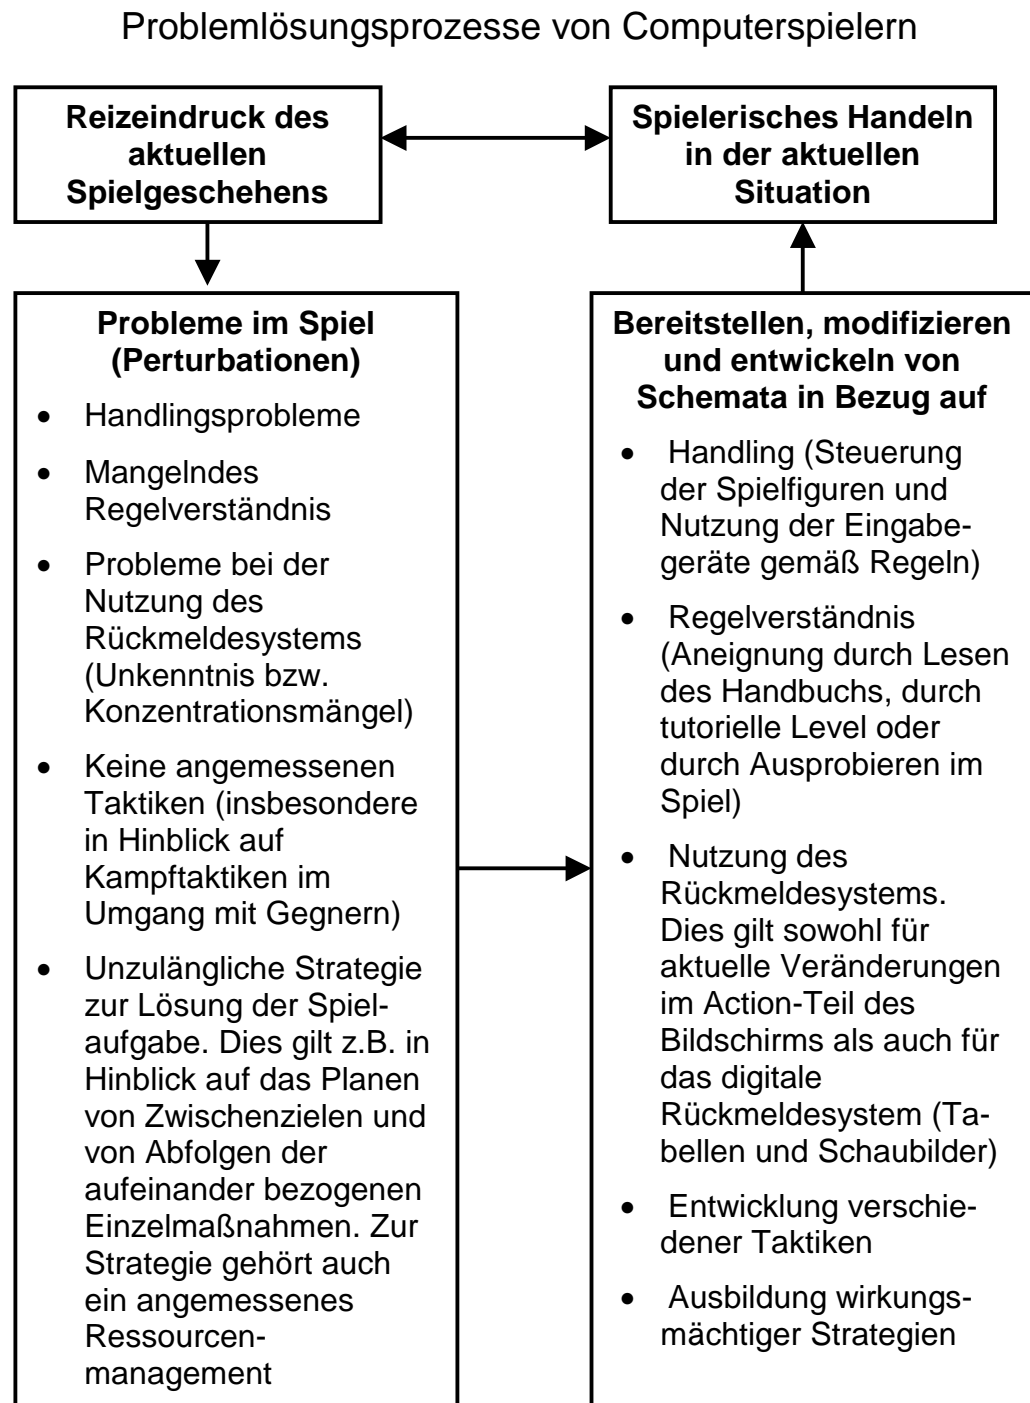 Problemlösungsprozesse von Computerspielern
Reizeindruck des
aktuellen
Spielgeschehens
Spielerisches Handeln
in der aktuellen
Situation
Probleme im Spiel
(Perturbationen)
• Handlingsprobleme
• Mangelndes
Regelverständnis
• Probleme bei der
Nutzung des
Rückmeldesystems
(Unkenntnis bzw.
Konzentrationsmängel)
• Keine angemessenen
Taktiken (insbesondere
in Hinblick auf
Kampftaktiken im
Umgang mit Gegnern)
• Unzulängliche Strategie
zur Lösung der Spiel-
aufgabe. Dies gilt z.B. in
Hinblick auf das Planen
von Zwischenzielen und
von Abfolgen der
aufeinander bezogenen
Einzelmaßnahmen. Zur
Strategie gehört auch
ein angemessenes
Ressourcen-
management
Bereitstellen, modifizieren
und entwickeln von
Schemata in Bezug auf
• Handling (Steuerung
der Spielfiguren und
Nutzung der Eingabe-
geräte gemäß Regeln)
• Regelverständnis
(Aneignung durch Lesen
des Handbuchs, durch
tutorielle Level oder
durch Ausprobieren im
Spiel)
• Nutzung des
Rückmeldesystems.
Dies gilt sowohl für
aktuelle Veränderungen
im Action-Teil des
Bildschirms als auch für
das digitale
Rückmeldesystem (Ta-
bellen und Schaubilder)
• Entwicklung verschie-
dener Taktiken
• Ausbildung wirkungs-
mächtiger Strategien